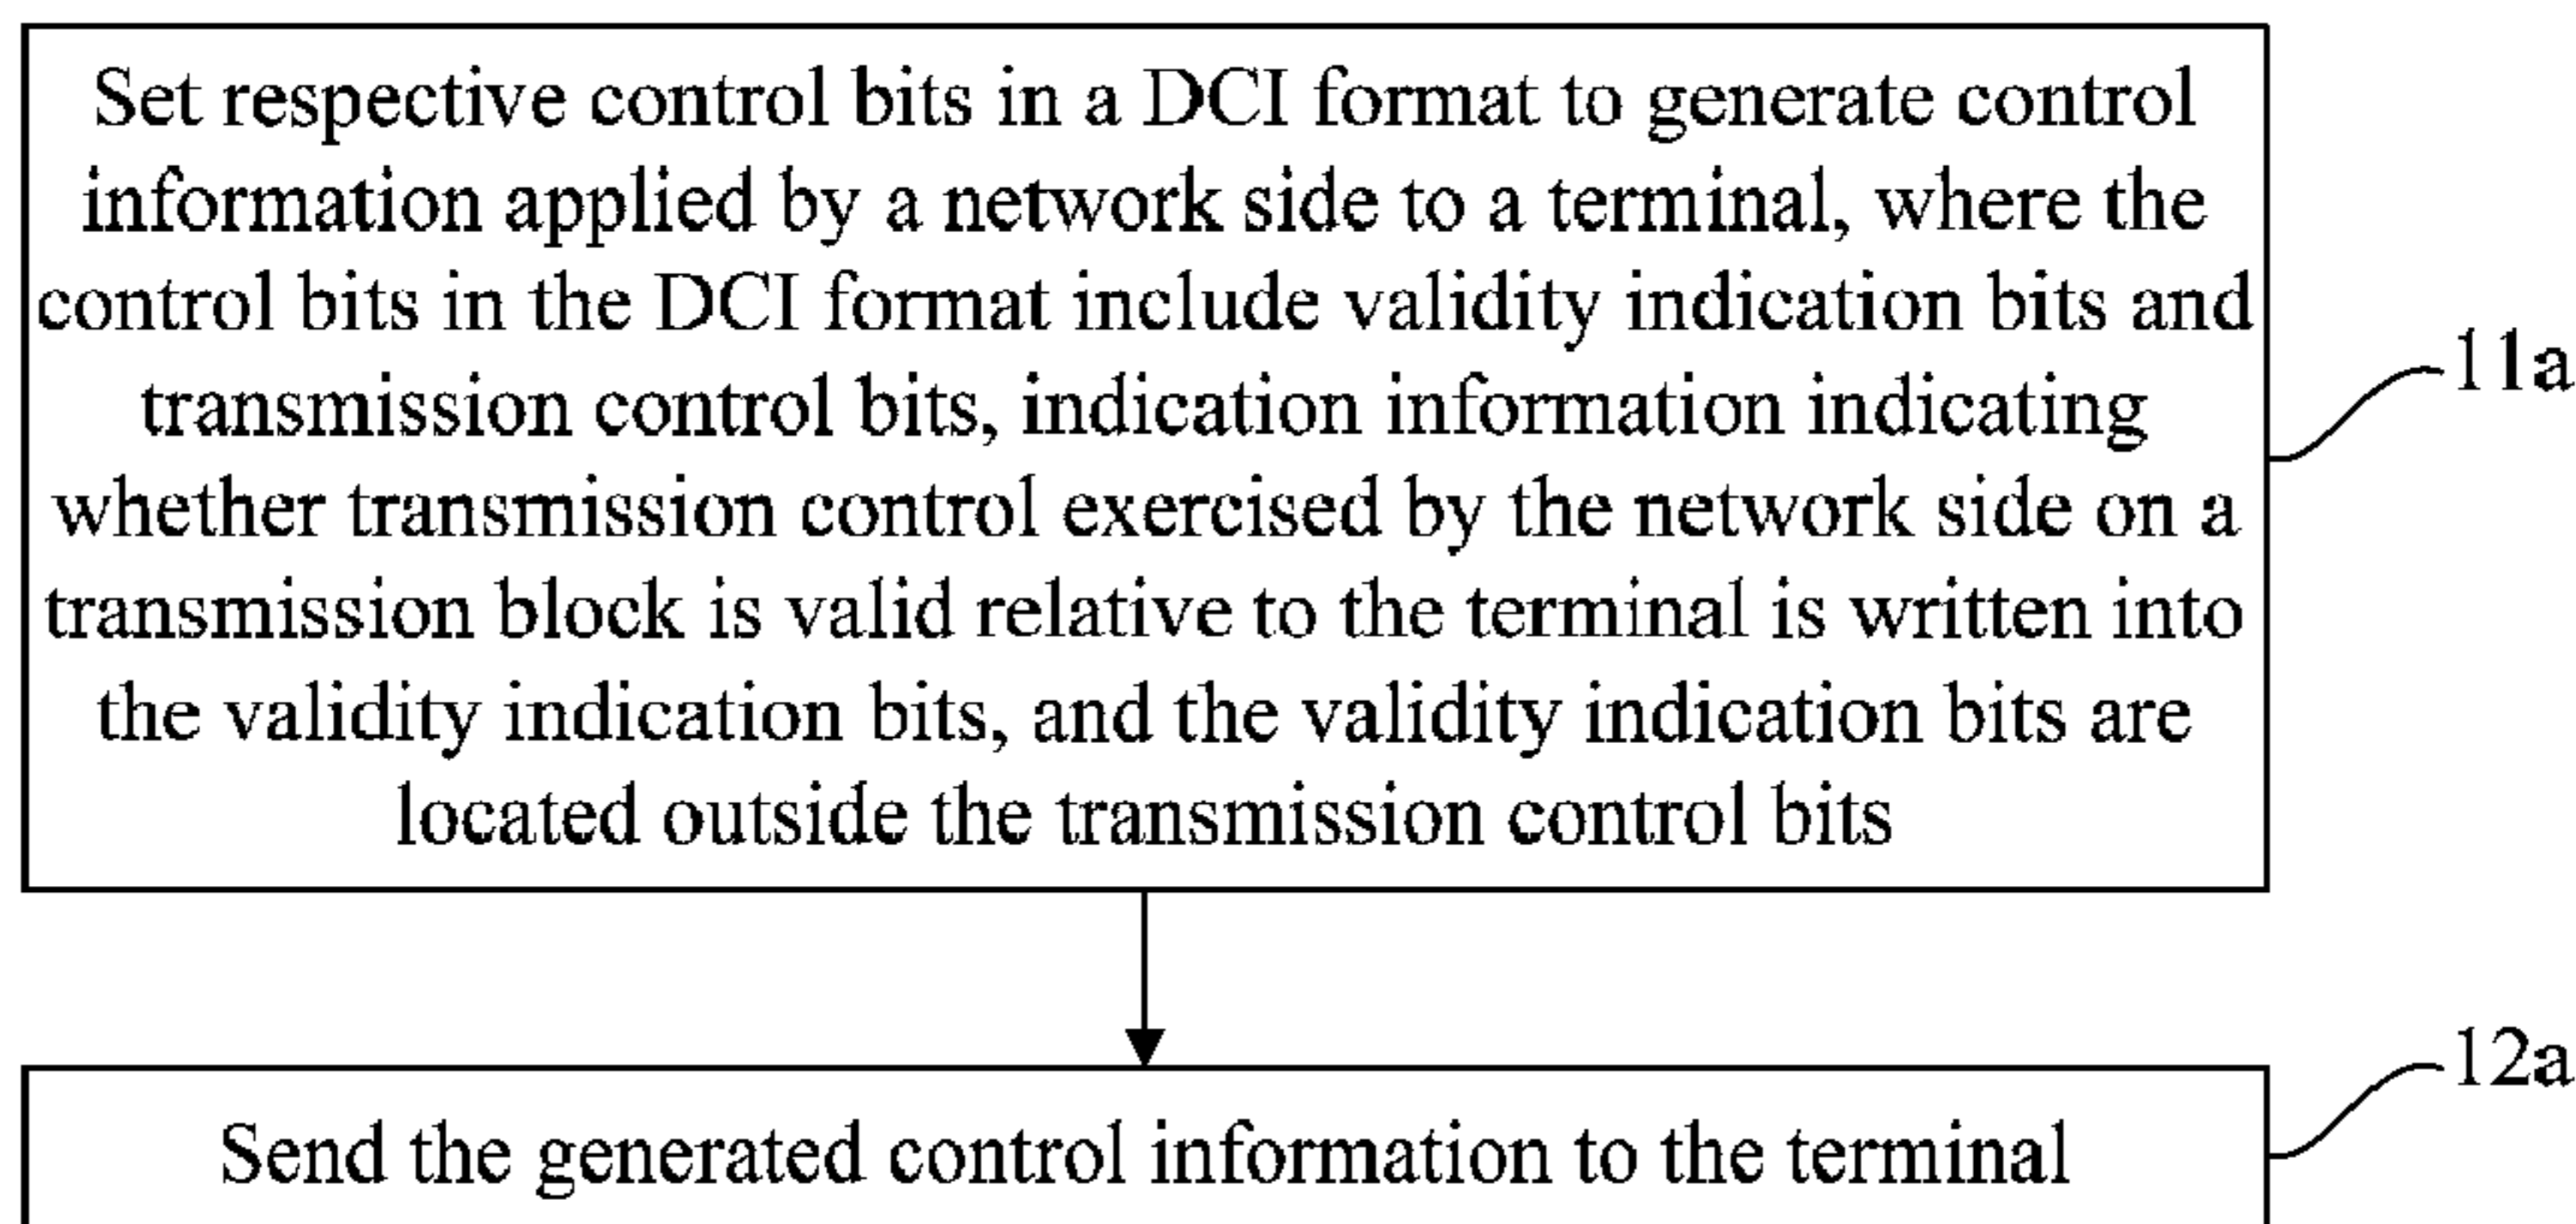 Set respective control bits in a DCI format to generate control
information applied by a network side to a terminal, where the
control bits in the DCI format include validity indication bits and
transmission control bits, indication information indicating
whether transmission control exercised by the network side on a
transmission block is valid relative to the terminal is written into
the validity indication bits, and the validity indication bits are
located outside the transmission control bits
11a
12a
Send the generated control information to the terminal